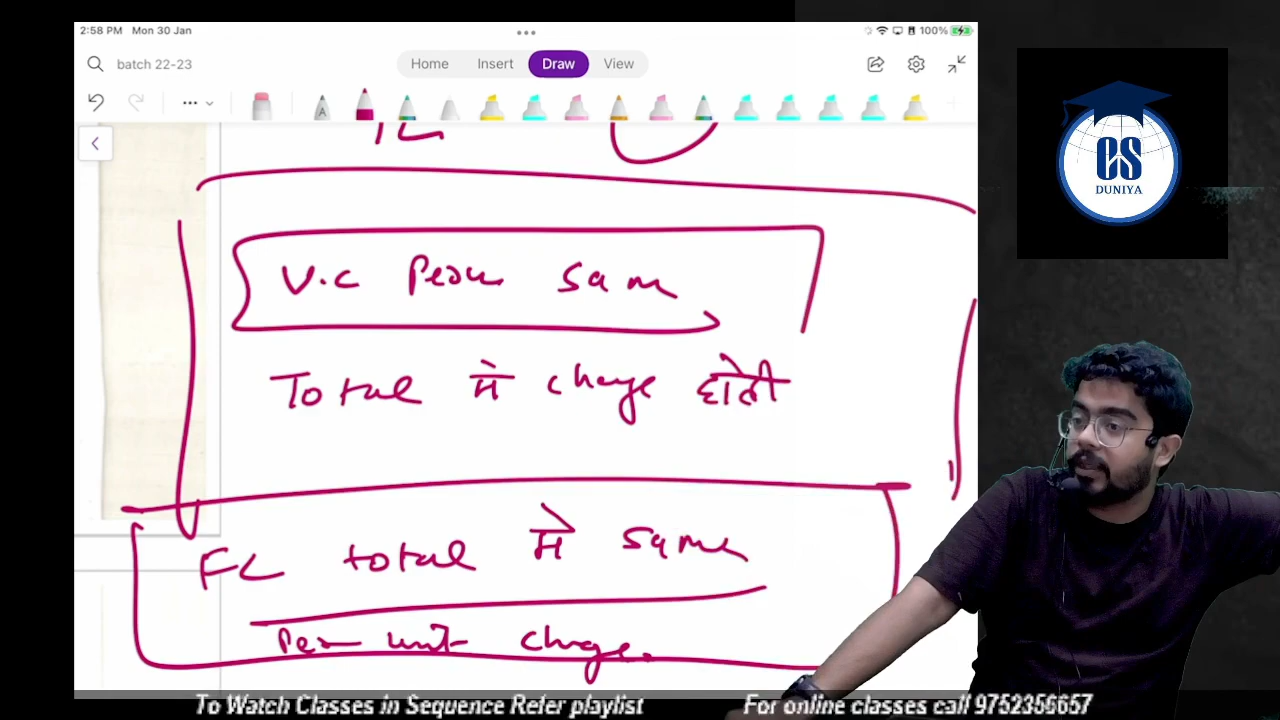 2:58 PM Mon 30 Jan
100%
batch 22-23
Home Insert Draw View
V.C Per Sam
Total में change होती
FC total में same
Per unit change.
CS
DUNIYA
To Watch Classes in Sequence Refer playlist
For online classes call 9752356657